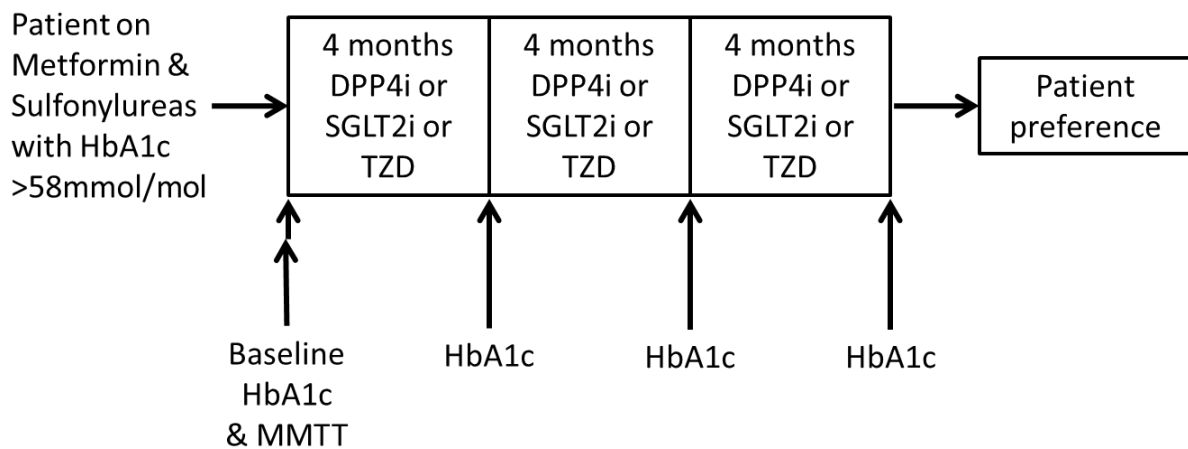 Patient on
Metformin &
Sulfonylureas
with HbA1c
>58mmol/mol
4 months
DPP4i or
SGLT2i or
TZD
4 months
DPP4i or
SGLT2i or
TZD
4 months
DPP4i or
SGLT2i or
TZD
Patient
preference
Baseline
HbA1c
& MMTT
HbA1c
HbA1c
HbA1c